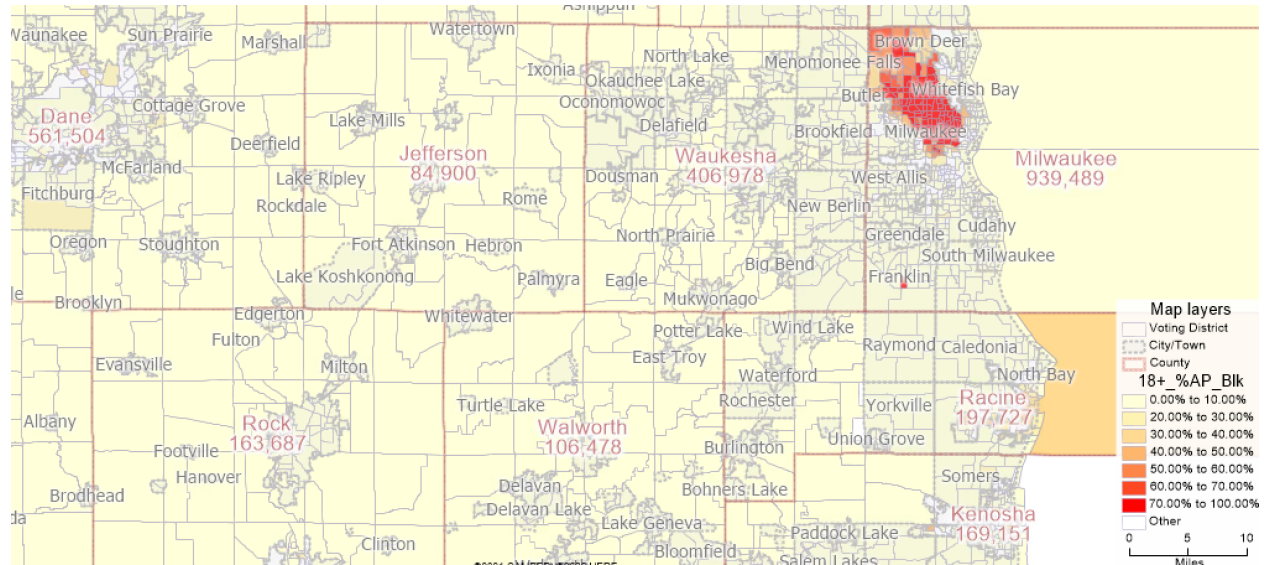 Ashippun
Waunakee
Sun Prairie
Marshall
Watertown
North Lake
Brown Deer
Ixonia
Okauchee Lake
Menomonee Falls
Cottage Grove
Oconomowoc
Butler
Whitefish Bay
Dane
561,504
Lake Mills
Delafield
Brookfield
Milwaukee
Deerfield
Jefferson
84,900
Waukesha
406,978
Milwaukee
939,489
McFarland
Lake Ripley
Dousman
West Allis
Fitchburg
Rockdale
Rome
New Berlin
Oregon
Stoughton
Fort Atkinson
Hebron
North Prairie
Greendale
Cudahy
South Milwaukee
Lake Koshkonong
Palmyra
Eagle
Big Bend
Franklin
Brooklyn
Mukwonago
Edgerton
Whitewater
Fulton
Potter Lake
Wind Lake
Raymond
Caledonia
Evansville
Milton
East Troy
Waterford
North Bay
Albany
Rock
163,687
Turtle Lake
Walworth
106,478
Rochester
Yorkville
Racine
197,727
Footville
Burlington
Union Grove
Hanover
Delavan
Bohners Lake
Somers
Brodhead
Delavan Lake
Lake Geneva
Kenosha
169,151
Clinton
Bloomfield
Paddock Lake
Salem Lakes
Map layers
Voting District
City/Town
County
18+_%AP_Blk
0.00% to 10.00%
20.00% to 30.00%
30.00% to 40.00%
40.00% to 50.00%
50.00% to 60.00%
60.00% to 70.00%
70.00% to 100.00%
Other
0 5 10
Miles